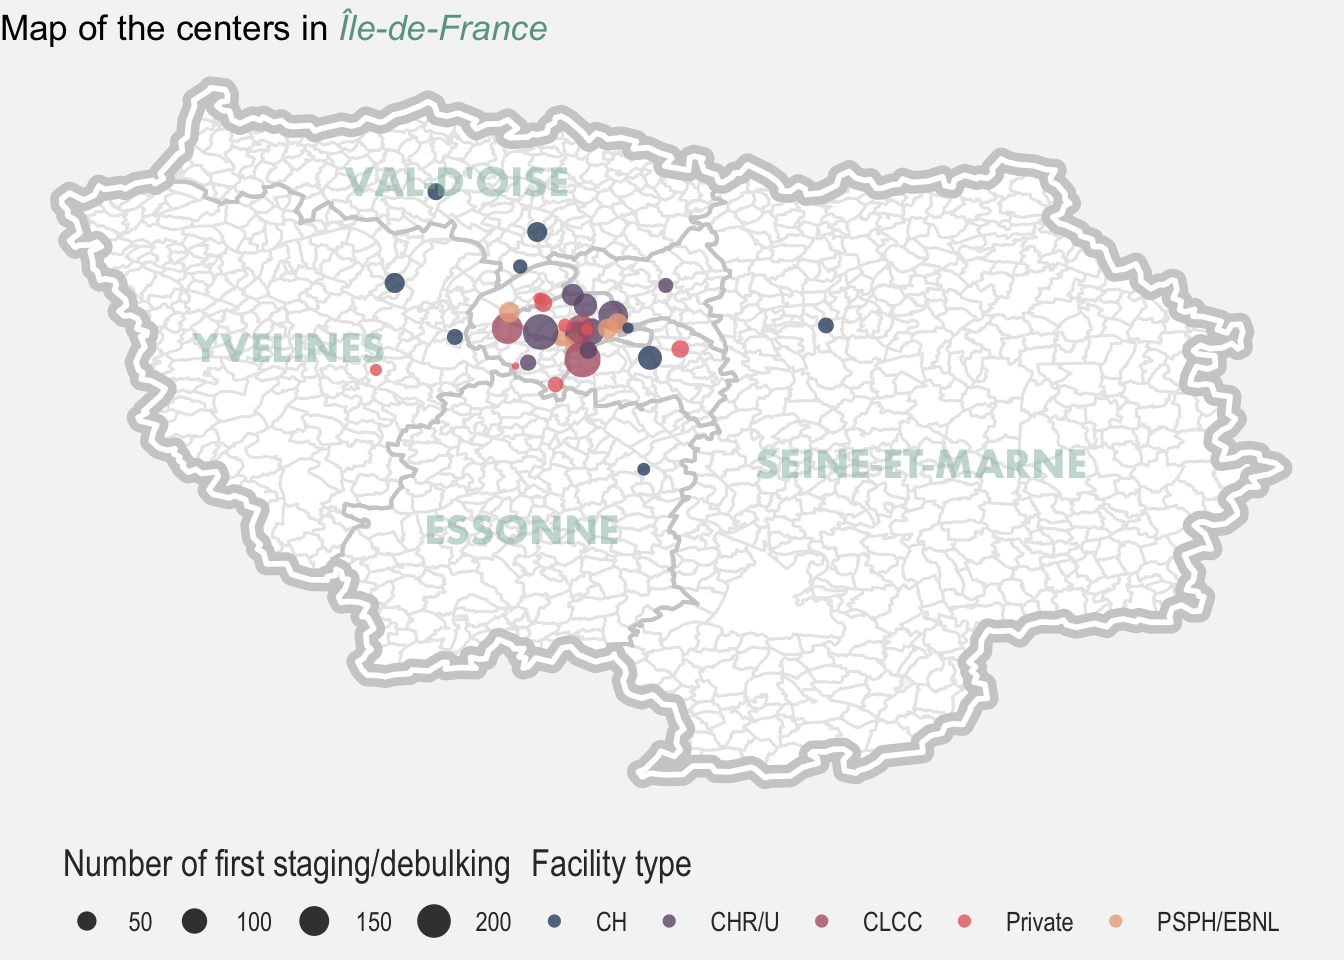 Map of the centers in Île-de-France
VAL-D'OISE
YVELINES
SEINE-ET-MARNE
ESSONNE
Number of first staging/debulking Facility type
50 100 150 200 CH CHR/U CLCC Private PSPH/EBNL